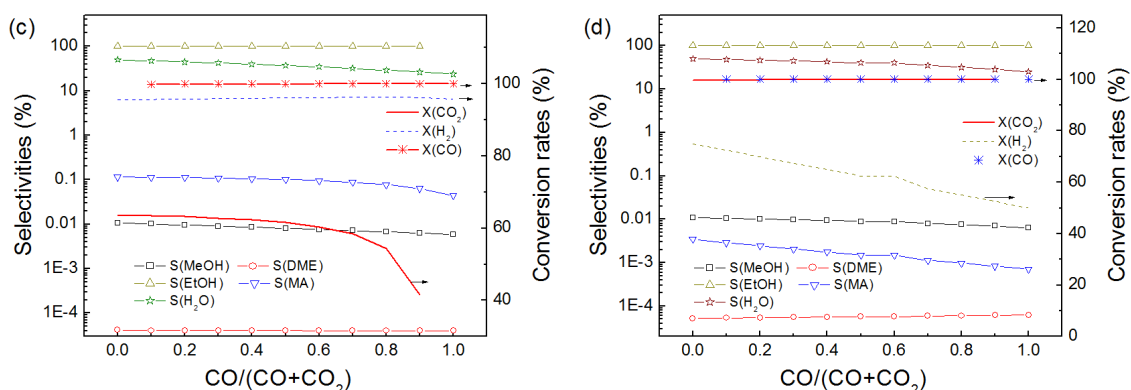 (c)
Selectivities (%)
100
10
1
0.1
0.01
1E-3
1E-4
X(CO₂)
X(H₂)
X(CO)
S(MeOH)
S(DME)
S(EtOH)
S(MA)
S(H₂O)
100
80
60
40
Conversion rates (%)
0.0 0.2 0.4 0.6 0.8 1.0
CO/(CO+CO₂)
(d)
Selectivities (%)
100
10
1
0.1
0.01
1E-3
1E-4
X(CO₂)
X(H₂)
X(CO)
S(MeOH)
S(DME)
S(EtOH)
S(MA)
S(H₂O)
120
100
80
60
40
20
0
Conversion rates (%)
0.0 0.2 0.4 0.6 0.8 1.0
CO/(CO+CO₂)